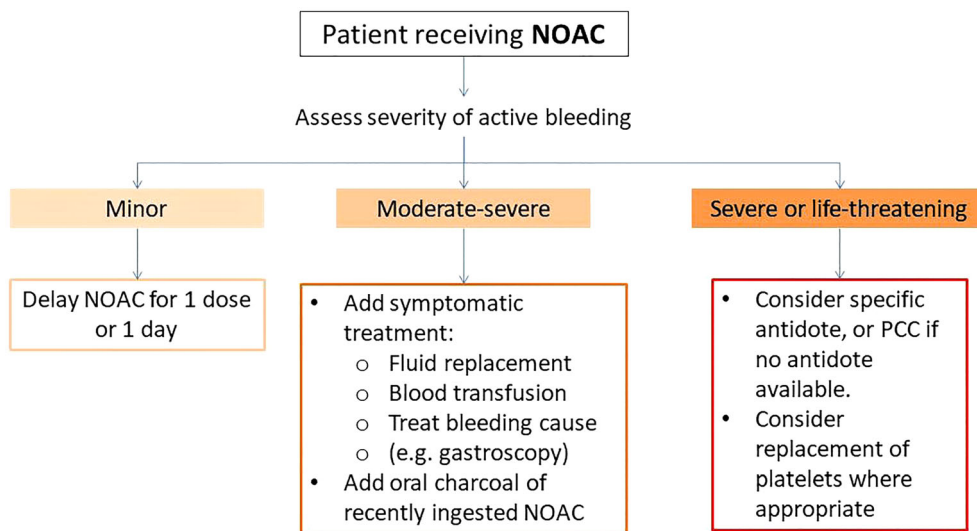 Patient receiving NOAC
Assess severity of active bleeding
Minor
Moderate-severe
Severe or life-threatening
Delay NOAC for 1 dose
or 1 day
• Add symptomatic
treatment:
o Fluid replacement
o Blood transfusion
o Treat bleeding cause
o (e.g. gastroscopy)
• Add oral charcoal of
recently ingested NOAC
• Consider specific
antidote, or PCC if
no antidote
available.
• Consider
replacement of
platelets where
appropriate